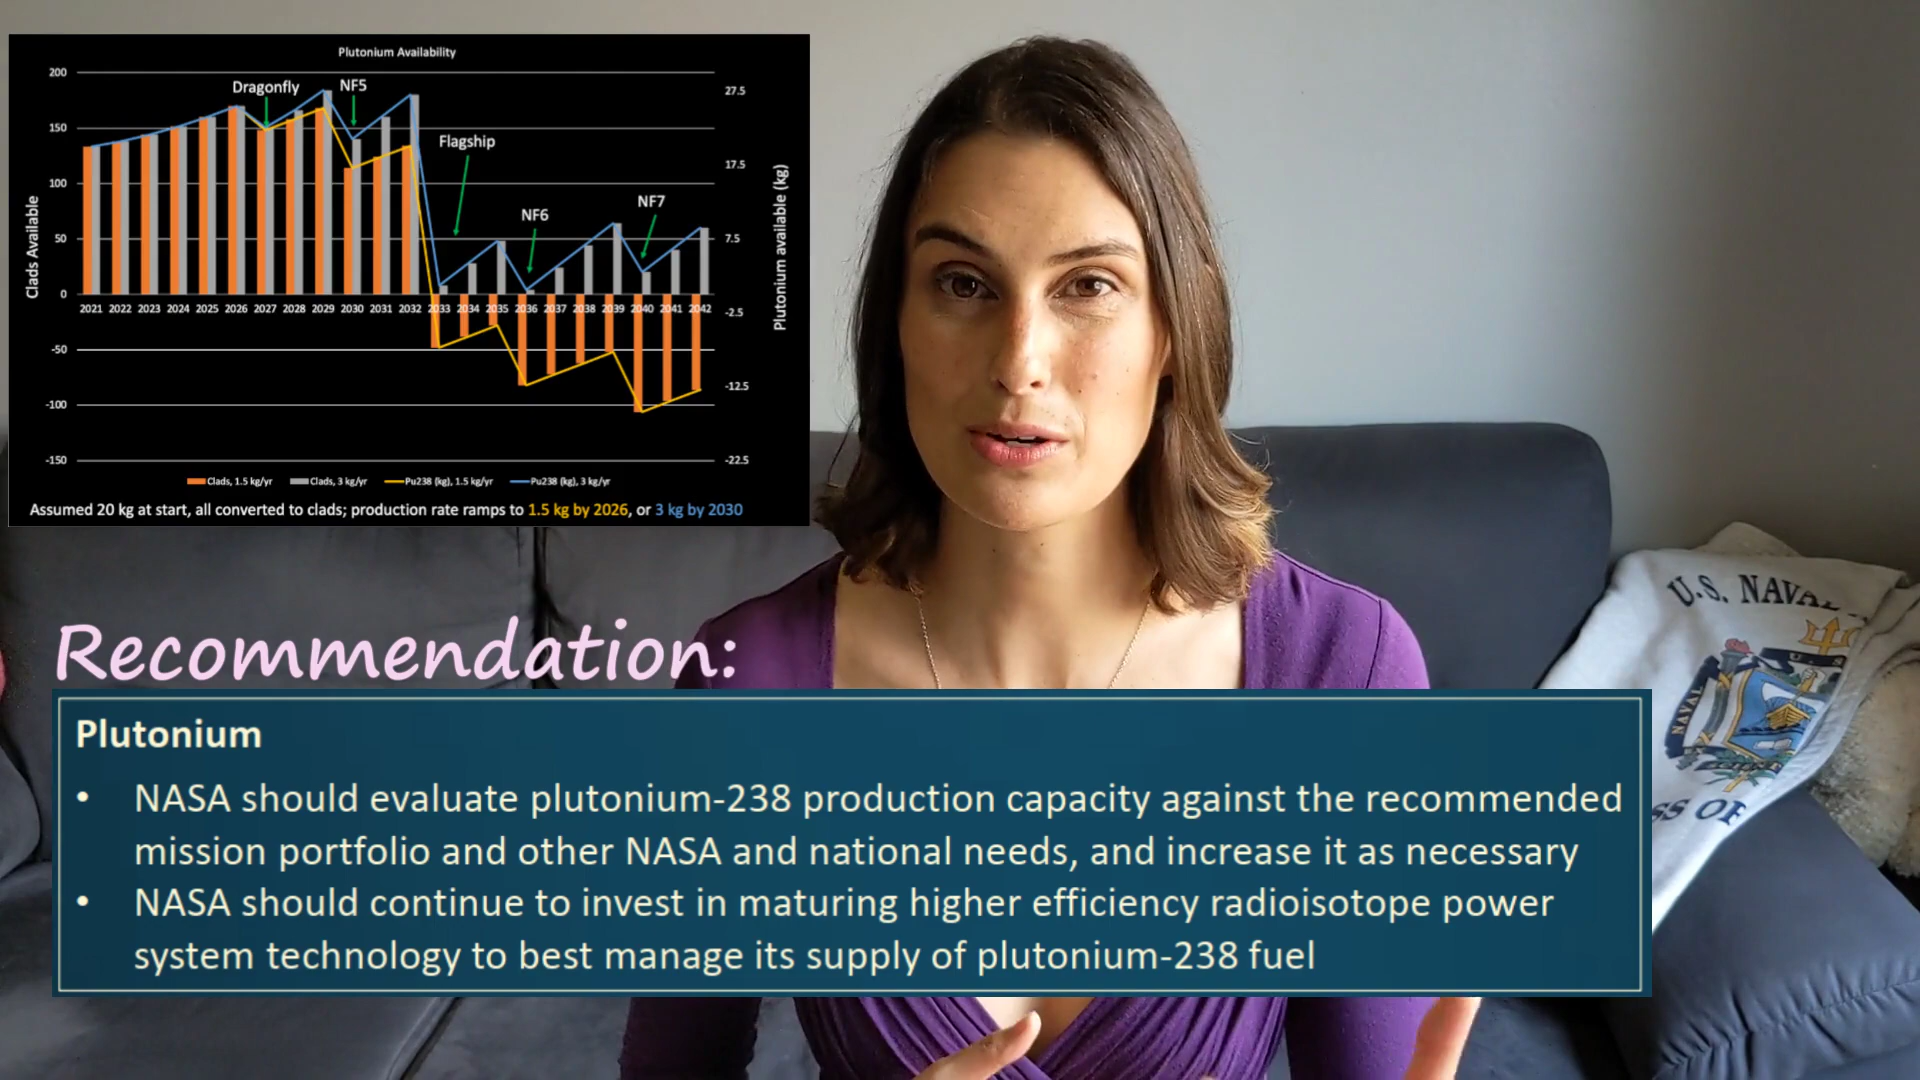 Plutonium Availability
200
150
100
50
0
-50
-100
-150
Clads Available
27.5
17.5
7.5
-2.5
-12.5
-22.5
Plutonium available (kg)
Dragonfly
NF5
Flagship
NF6
NF7
2021 2022 2023 2024 2025 2026 2027 2028 2029 2030 2031 2032 2033 2034 2035 2036 2037 2038 2039 2040 2041 2042
Clads, 1.5 kg/yr Clads, 3 kg/yr Pu238 (kg), 1.5 kg/yr Pu238 (kg), 3 kg/yr
Assumed 20 kg at start, all converted to clads; production rate ramps to 1.5 kg by 2026, or 3 kg by 2030
Recommendation:
Plutonium
• NASA should evaluate plutonium-238 production capacity against the recommended
mission portfolio and other NASA and national needs, and increase it as necessary
• NASA should continue to invest in maturing higher efficiency radioisotope power
system technology to best manage its supply of plutonium-238 fuel
U.S. NAVAL
NAVAL
U.S
OF